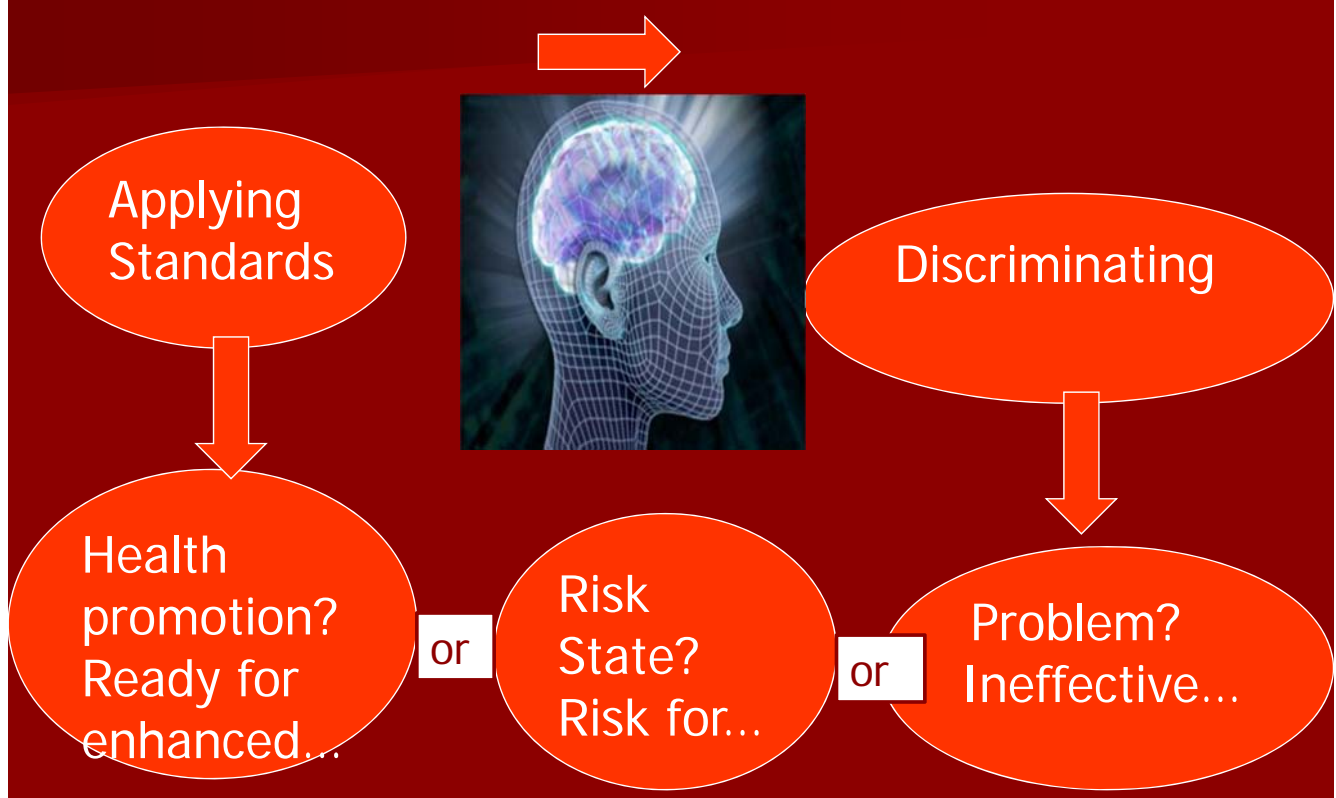 Applying
Standards
Discriminating
Health
promotion?
Ready for
enhanced...
or
Risk
State?
Risk for...
or
Problem?
Ineffective...